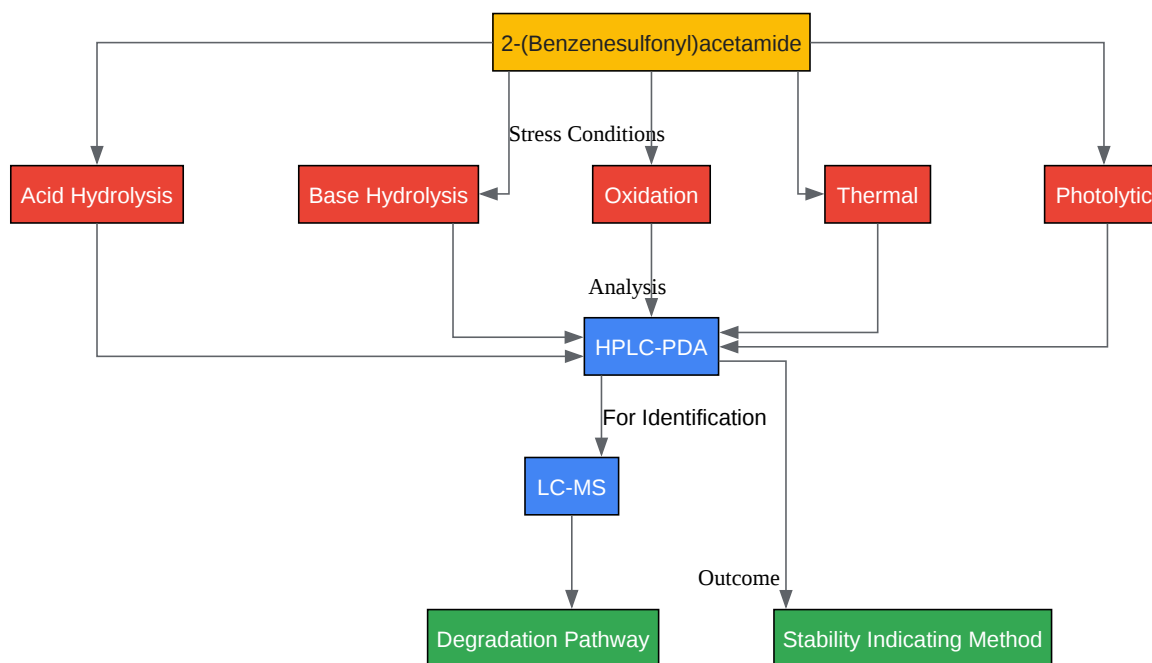 2-(Benzenesulfonyl)acetamide
Stress Conditions
Acid Hydrolysis
Base Hydrolysis
Oxidation
Thermal
Photolytic
Analysis
HPLC-PDA
For Identification
LC-MS
Outcome
Degradation Pathway
Stability Indicating Method